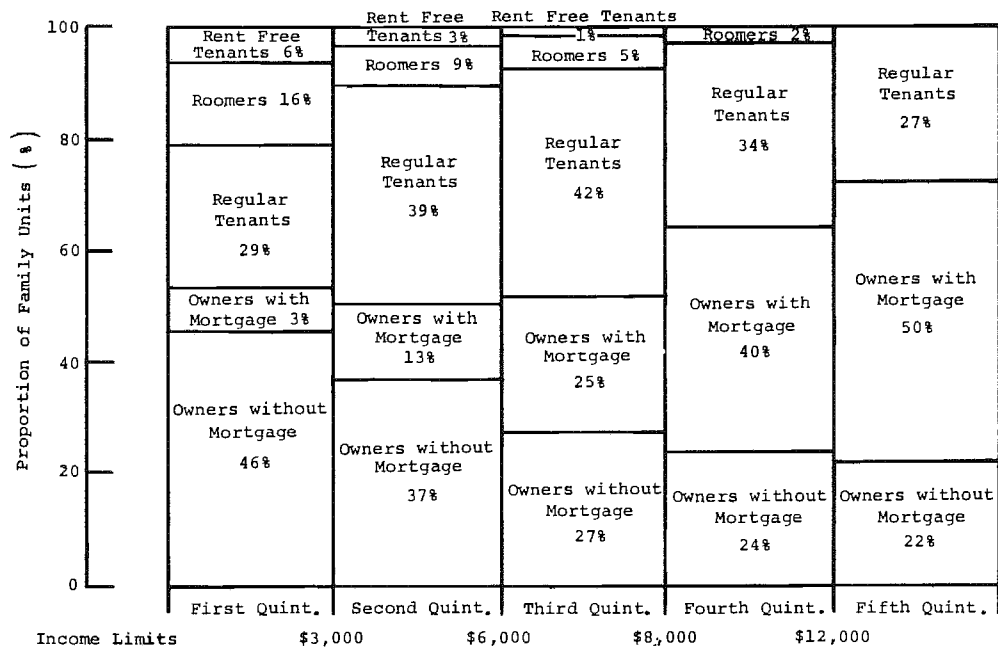 Rent Free Rent Free Tenants
100
Rent Free
Tenants 6%
Roomers 16%
Regular
Tenants
29%
Owners with
Mortgage 3%
Owners without
Mortgage
46%
Tenants 3%
Roomers 9%
Regular
Tenants
39%
Owners with
Mortgage
13%
Owners without
Mortgage
37%
1%
Roomers 5%
Regular
Tenants
42%
Owners with
Mortgage
25%
Owners without
Mortgage
27%
Roomers 2%
Regular
Tenants
34%
Owners with
Mortgage
40%
Owners without
Mortgage
24%
Regular
Tenants
27%
Owners with
Mortgage
50%
Owners without
Mortgage
22%
80
60
40
20
0
Proportion of Family Units (%)
First Quint. Second Quint. Third Quint. Fourth Quint. Fifth Quint.
Income Limits $3,000 $6,000 $8,000 $12,000